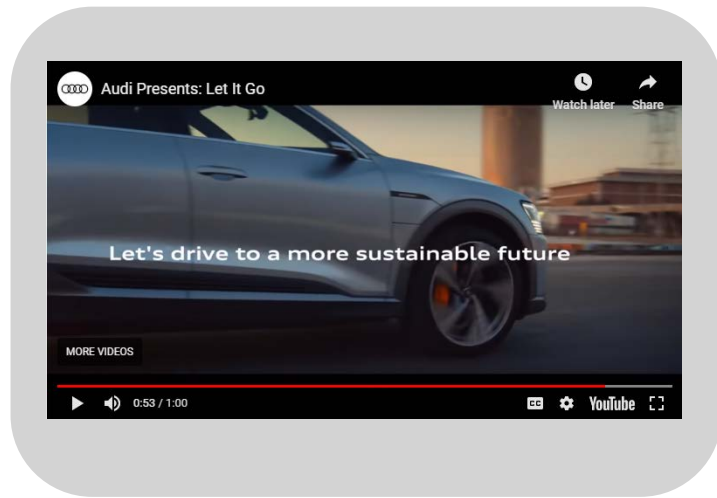 Audi Presents: Let It Go
Watch later
Share
Let's drive to a more sustainable future
MORE VIDEOS
0:53 / 1:00
CC
YouTube